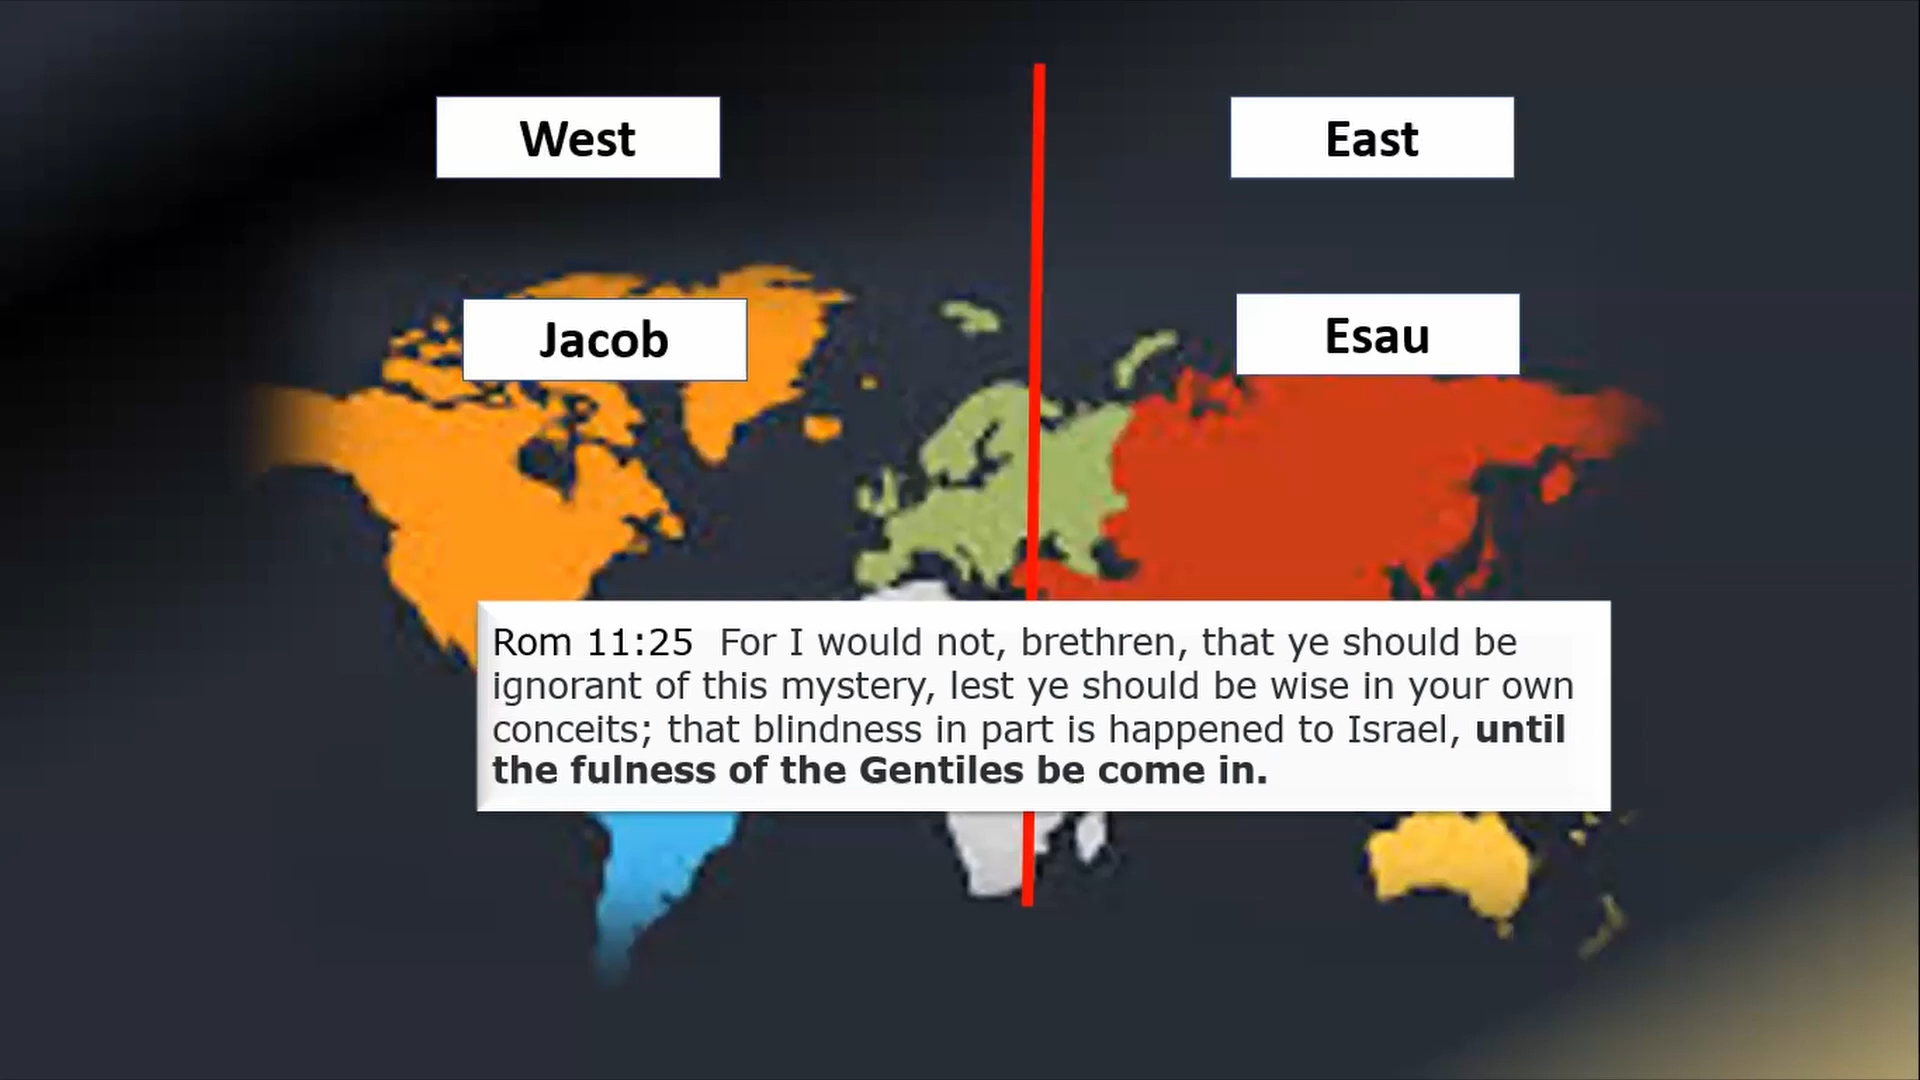 West
East
Jacob
Esau
Rom 11:25  For I would not, brethren, that ye should be
ignorant of this mystery, lest ye should be wise in your own
conceits; that blindness in part is happened to Israel, until
the fulness of the Gentiles be come in.